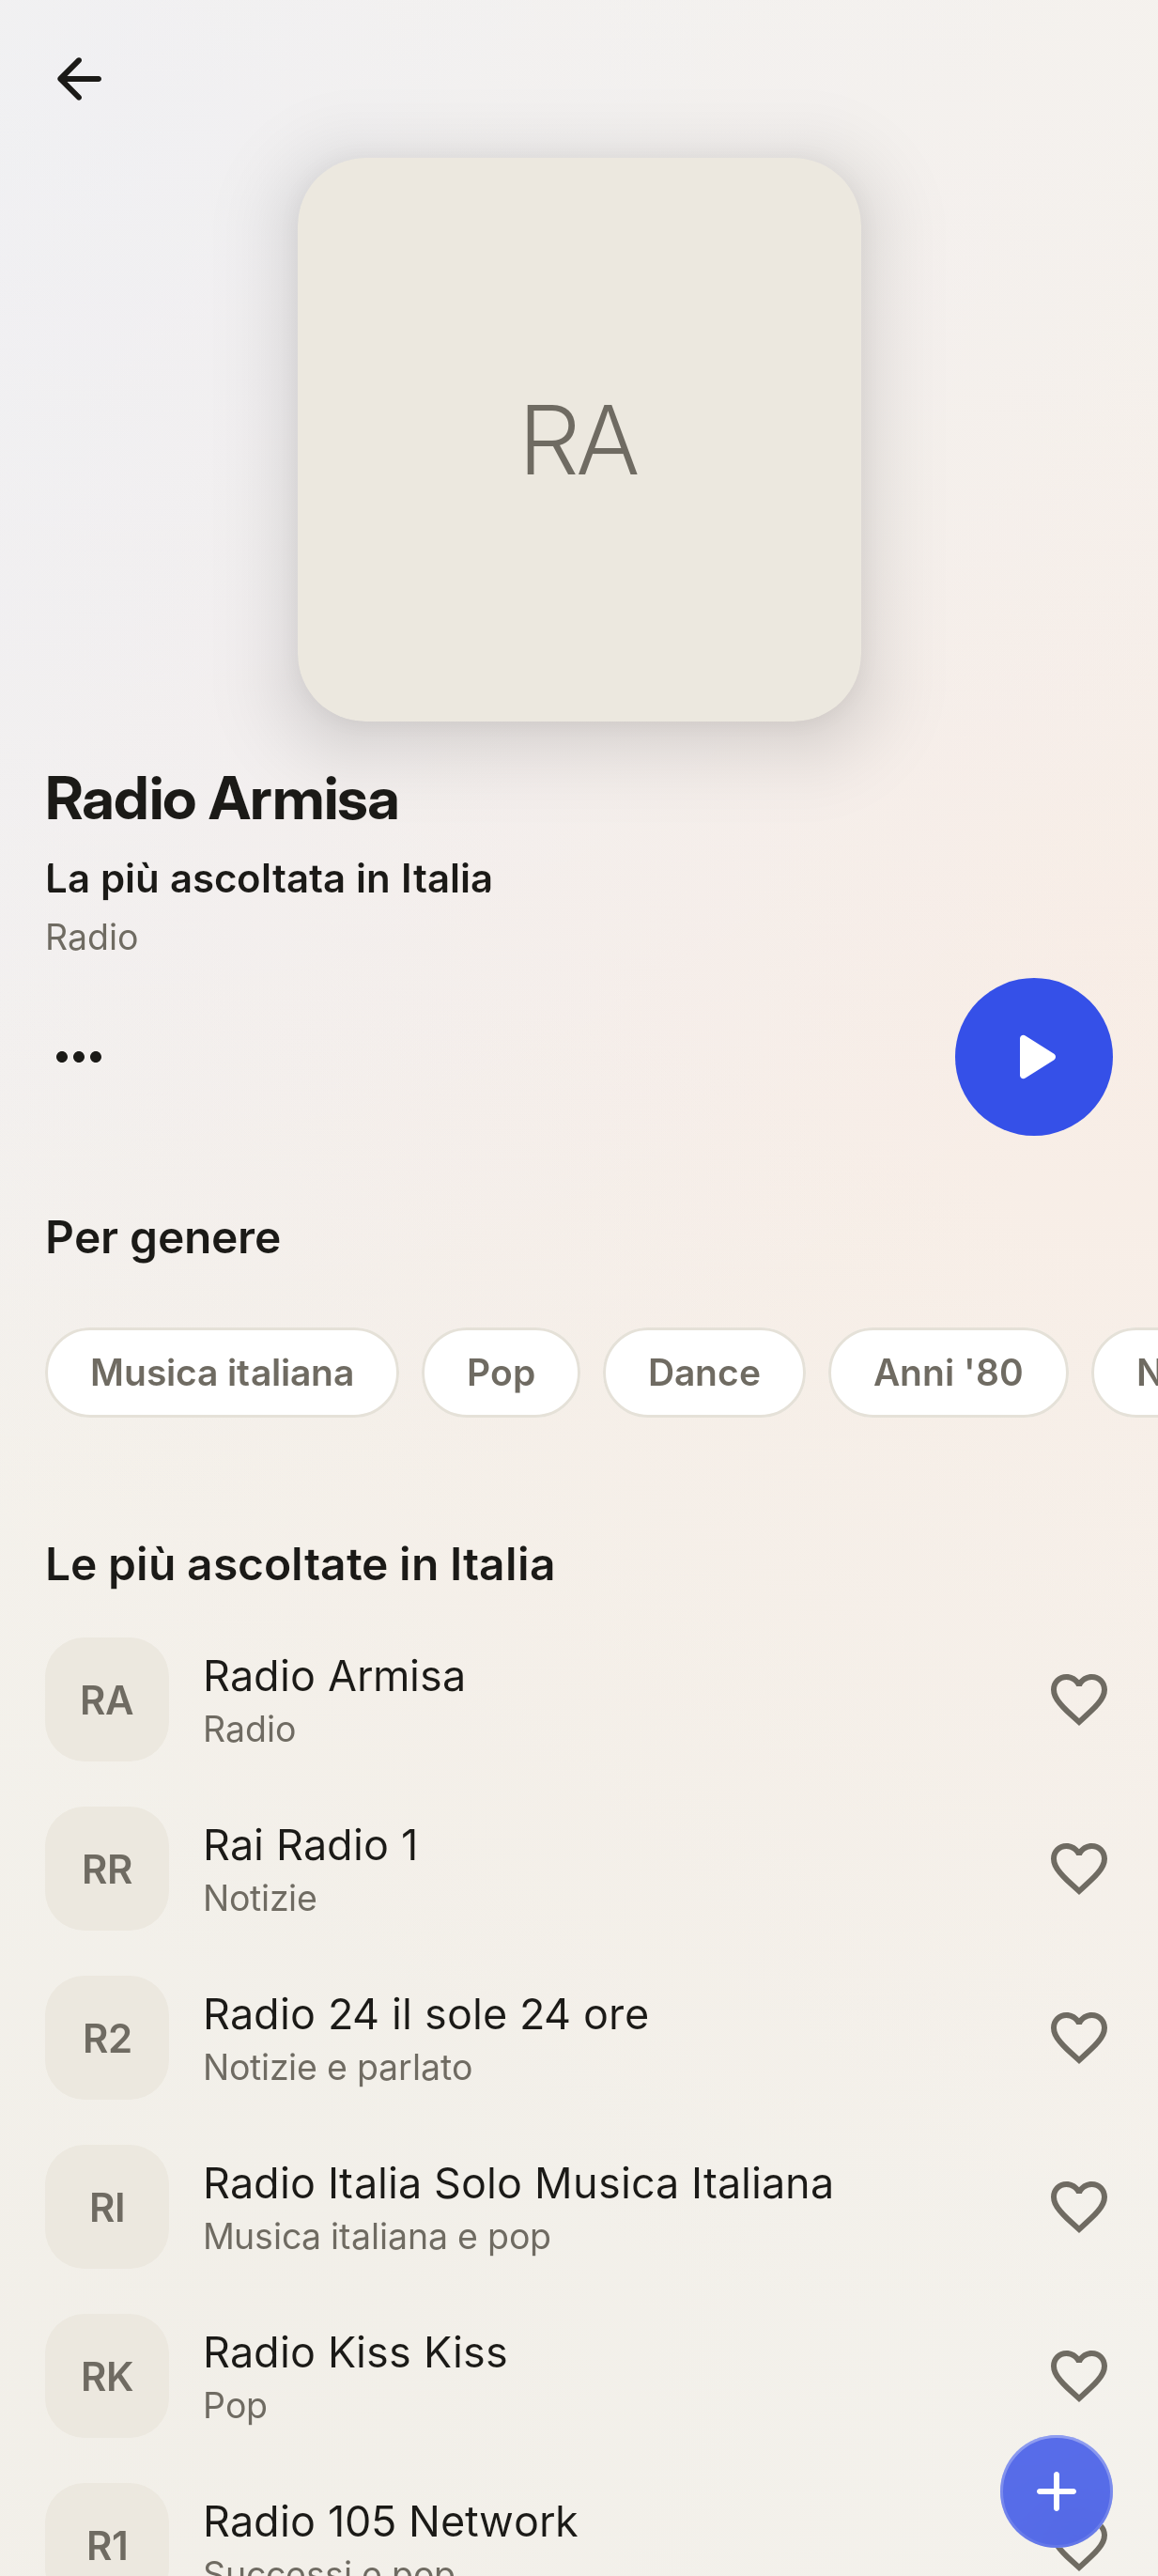 RA
Radio Armisa
La più ascoltata in Italia
Radio
Per genere
Musica italiana
Pop
Dance
Anni '80
Le più ascoltate in Italia
RA
Radio Armisa
Radio
RR
Rai Radio 1
Notizie
R2
Radio 24 il sole 24 ore
Notizie e parlato
RI
Radio Italia Solo Musica Italiana
Musica italiana e pop
RK
Radio Kiss Kiss
Pop
R1
Radio 105 Network
Successi e pop